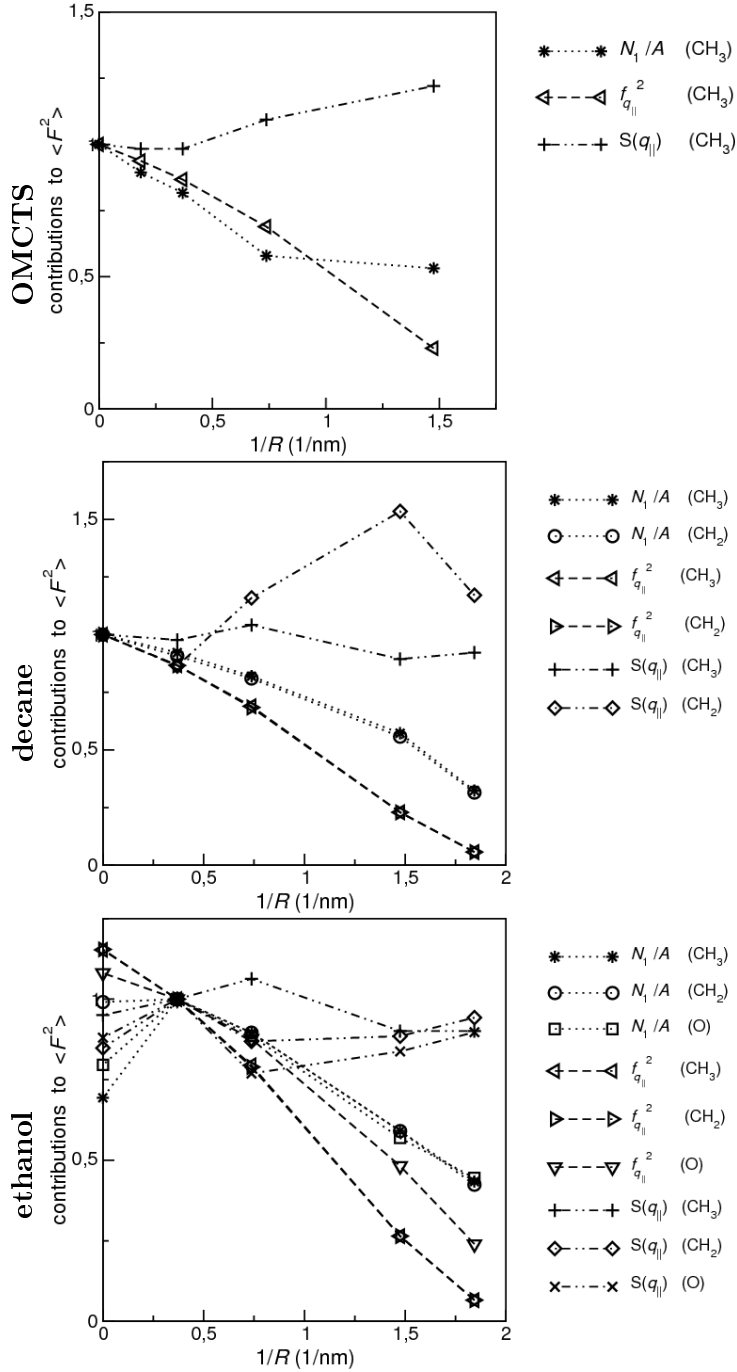 1,5
N1/A (CH3)
fq||2 (CH3)
S(q||) (CH3)
OMCTS
contributions to <F2>
0,5
0
0 0,5 1 1,5
1/R (1/nm)
1,5
1
0,5
0
decane
contributions to <F2>
N1/A (CH3)
N1/A (CH2)
fq||2 (CH3)
fq||2 (CH2)
S(q||) (CH3)
S(q||) (CH2)
0 0,5 1 1,5 2
1/R (1/nm)
1
0,5
0
ethanol
contributions to <F2>
N1/A (CH3)
N1/A (CH2)
N1/A (O)
fq||2 (CH3)
fq||2 (CH2)
fq||2 (O)
S(q||) (CH3)
S(q||) (CH2)
S(q||) (O)
0 0,5 1 1,5 2
1/R (1/nm)